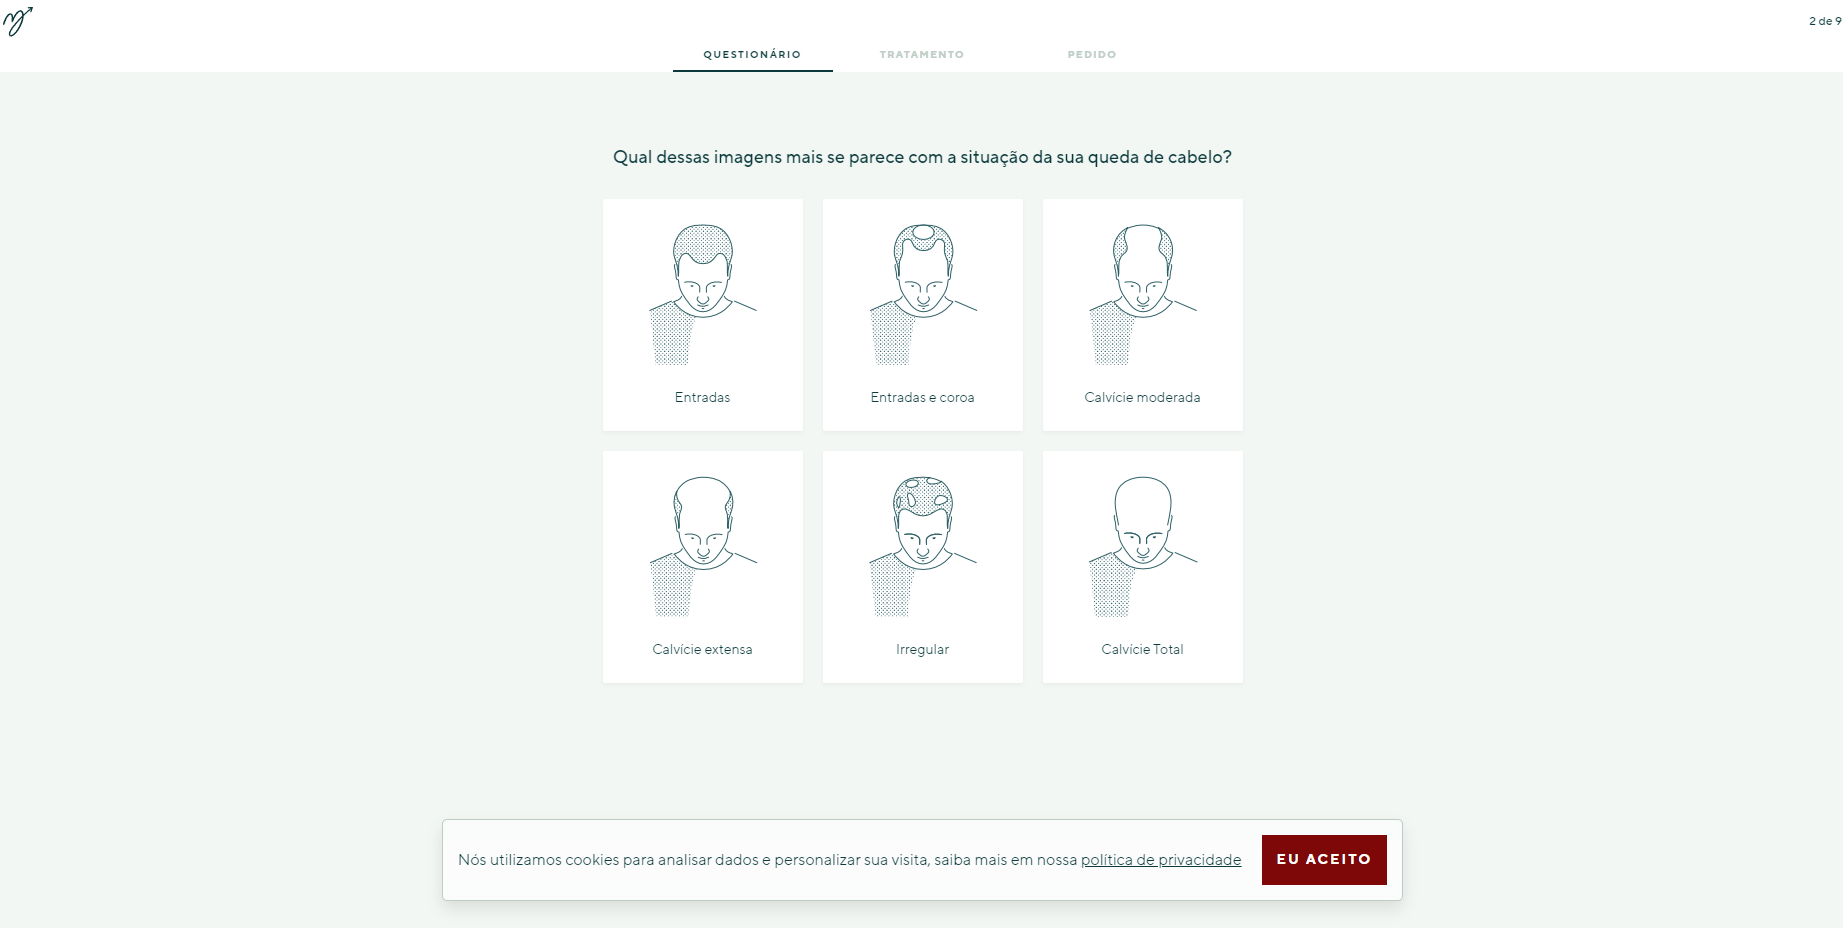 2 de 9
QUESTIONÁRIO
TRATAMENTO
PEDIDO
Qual dessas imagens mais se parece com a situação da sua queda de cabelo?
Entradas
Entradas e coroa
Calvície moderada
Calvície extensa
Irregular
Calvície Total
Nós utilizamos cookies para analisar dados e personalizar sua visita, saiba mais em nossa política de privacidade
EU ACEITO